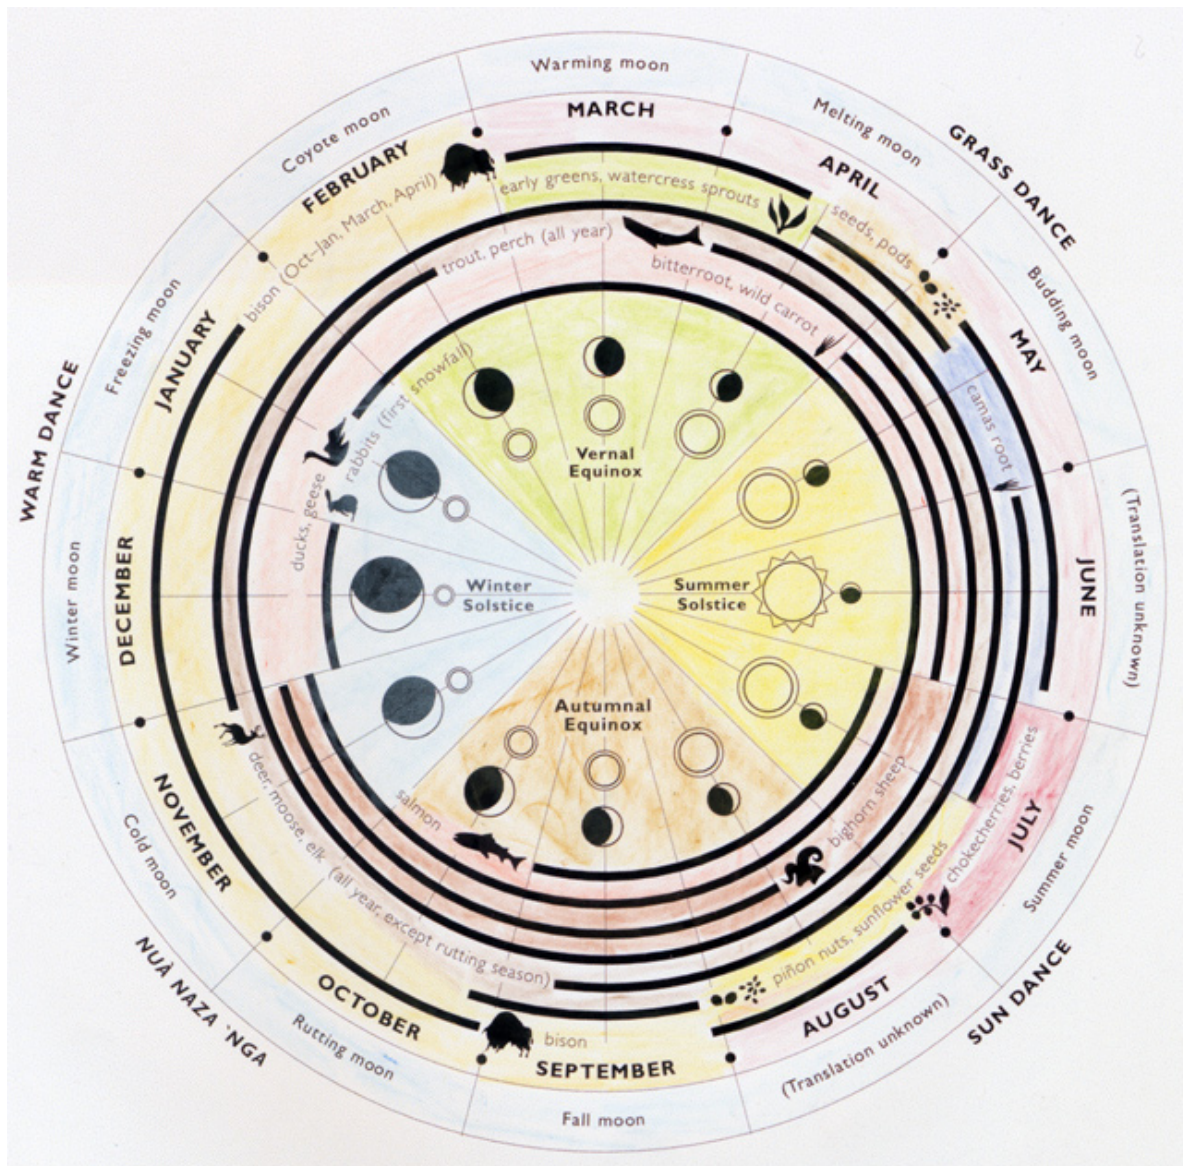 Warming moon
MARCH
Melting moon
APRIL
GRASS DANCE
Budding moon
MAY
(Translation unknown)
JUNE
Summer moon
JULY
SUN DANCE
(Translation unknown)
AUGUST
Fall moon
SEPTEMBER
Rutting moon
OCTOBER
NUÀ NAZA 'NGA
Cold moon
NOVEMBER
Winter moon
DECEMBER
WARM DANCE
Freezing moon
JANUARY
Coyote moon
FEBRUARY
bison (Oct–Jan, March, April)
early greens, watercress sprouts
seeds, pods
trout, perch (all year)
bitterroot, wild carrot
camas root
chokecherries, berries
piñon nuts, sunflower seeds
bighorn sheep
bison
deer, moose, elk (all year, except rutting season)
salmon
ducks, geese
rabbits (first snowfall)
Vernal
Equinox
Summer
Solstice
Autumnal
Equinox
Winter
Solstice